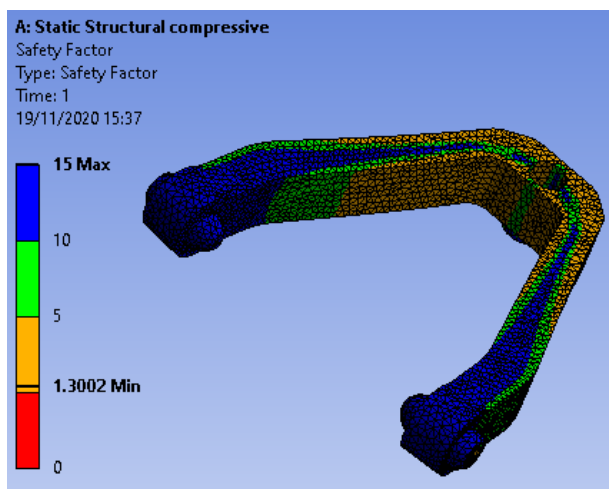 A: Static Structural compressive
Safety Factor
Type: Safety Factor
Time: 1
19/11/2020 15:37
15 Max
10
5
1.3002 Min
0